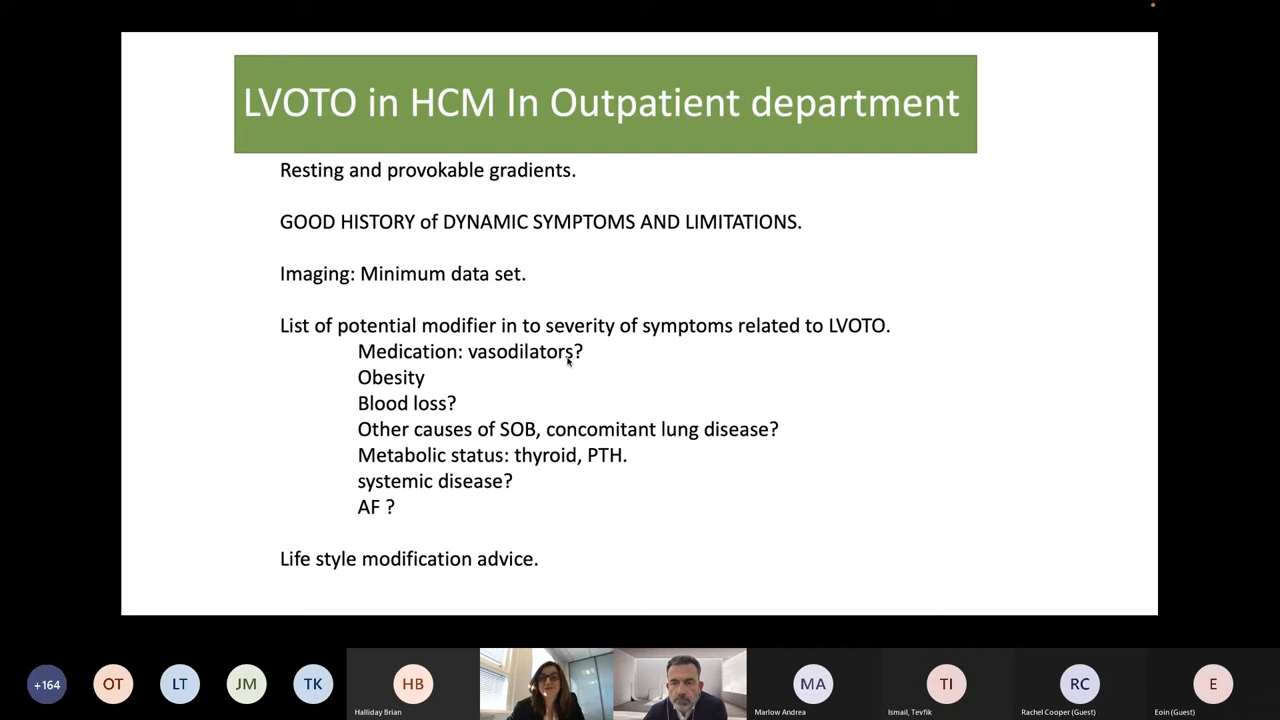 LVOTO in HCM In Outpatient department
Resting and provokable gradients.
GOOD HISTORY of DYNAMIC SYMPTOMS AND LIMITATIONS.
Imaging: Minimum data set.
List of potential modifier in to severity of symptoms related to LVOTO.
Medication: vasodilators?
Obesity
Blood loss?
Other causes of SOB, concomitant lung disease?
Metabolic status: thyroid, PTH.
systemic disease?
AF ?
Life style modification advice.
+164
OT
LT
JM
TK
HB
MA
TI
RC
E
Halliday Brian
Marlow Andrea
Ismail, Tevfik
Rachel Cooper (Guest)
Eoin (Guest)